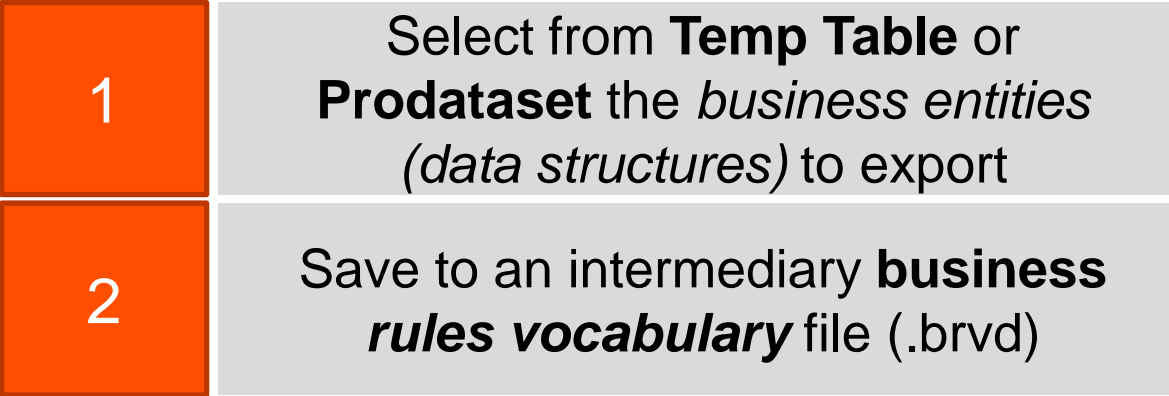 1
Select from Temp Table or
Prodataset the business entities
(data structures) to export
2
Save to an intermediary business
rules vocabulary file (.brvd)